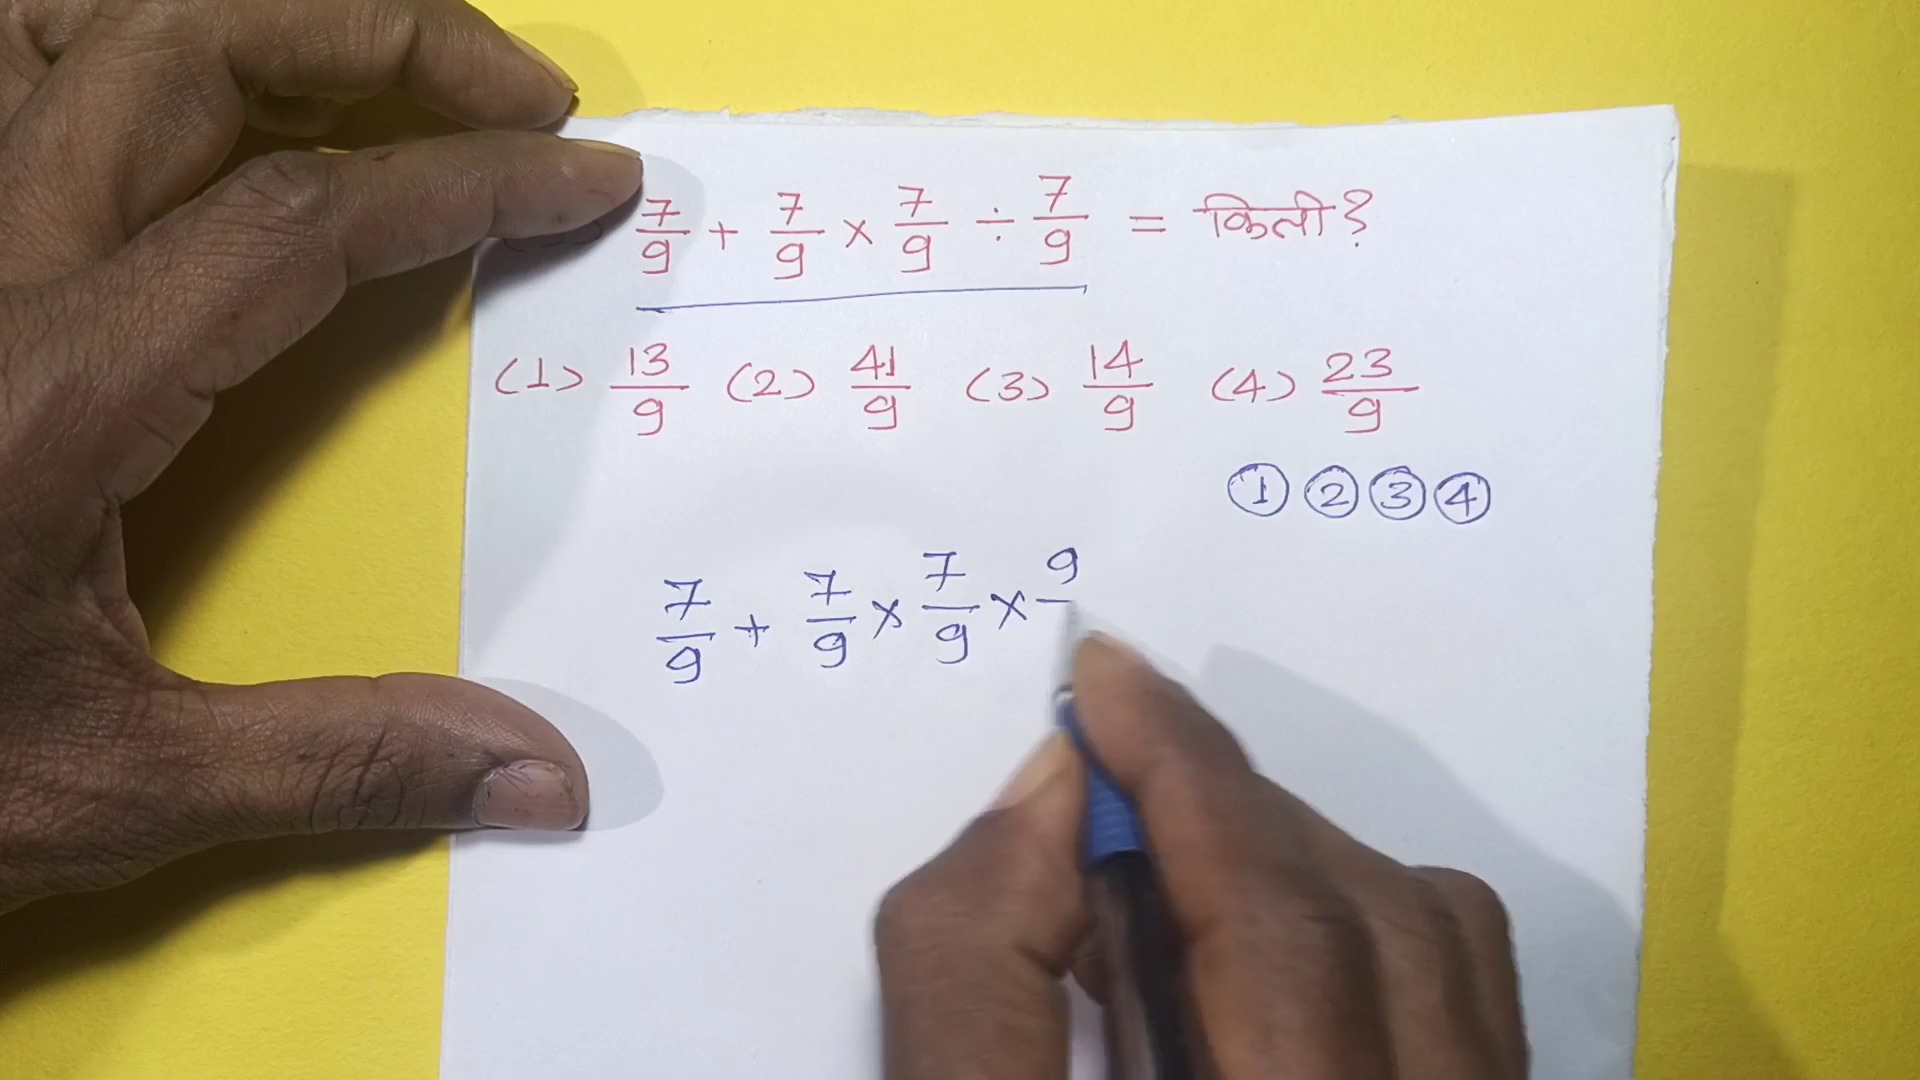 7/9 + 7/9 × 7/9 ÷ 7/9 = किती?
(1) 13/9 (2) 41/9 (3) 14/9 (4) 23/9
① ② ③ ④
7/9 + 7/9 × 7/9 × 9/